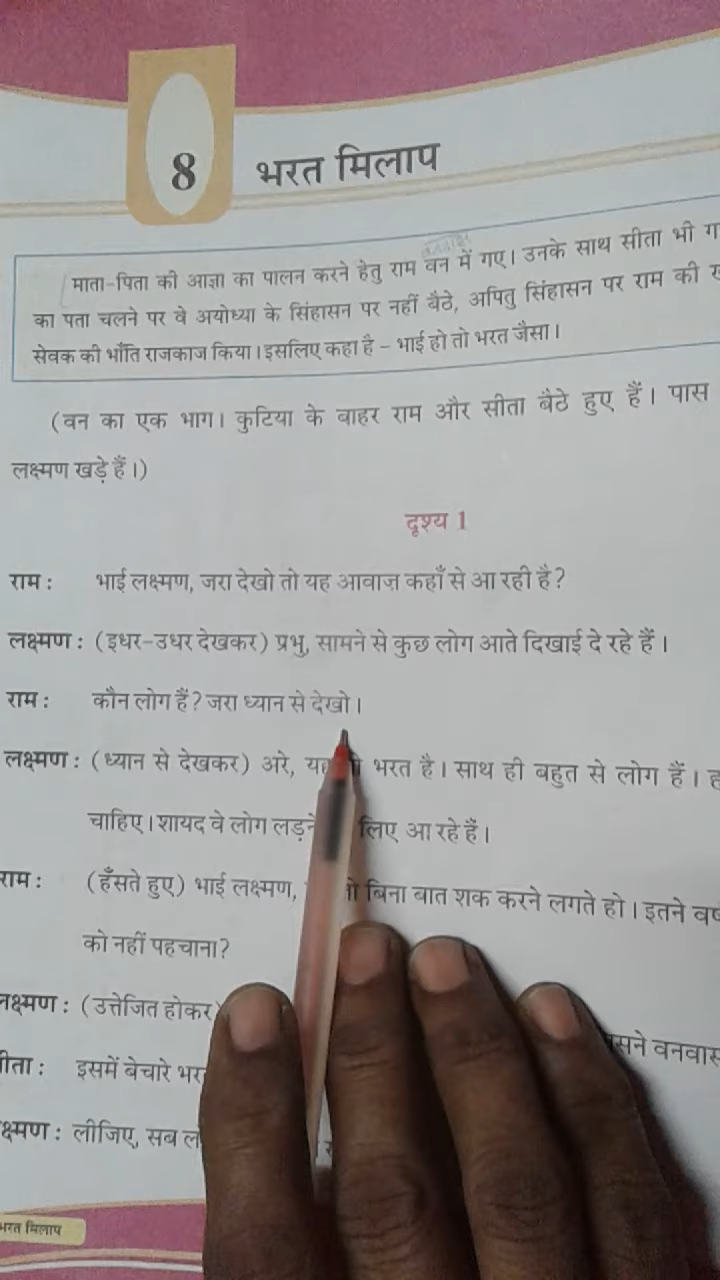 8
भरत मिलाप
माता-पिता की आज्ञा का पालन करने हेतु राम वन में गए। उनके साथ सीता भी
का पता चलने पर वे अयोध्या के सिंहासन पर नहीं बैठे, अपितु सिंहासन पर राम की
सेवक की भाँति राजकाज किया। इसलिए कहा है – भाई हो तो भरत जैसा।
(वन का एक भाग। कुटिया के बाहर राम और सीता बैठे हुए हैं। पास
लक्ष्मण खड़े हैं।)
दृश्य 1
राम : भाई लक्ष्मण, जरा देखो तो यह आवाज़ कहाँ से आ रही है?
लक्ष्मण : (इधर-उधर देखकर) प्रभु, सामने से कुछ लोग आते दिखाई दे रहे हैं।
राम : कौन लोग हैं? जरा ध्यान से देखो।
लक्ष्मण : (ध्यान से देखकर) अरे, भरत है। साथ ही बहुत से लोग हैं।
चाहिए। शायद वे लोग लड़ने लिए आ रहे हैं।
राम : (हँसते हुए) भाई लक्ष्मण, बिना बात शक करने लगते हो। इतने
को नहीं पहचाना?
लक्ष्मण : (उत्तेजित होकर) वनवास
सीता : इसमें बेचारे
लक्ष्मण : लीजिए, सब
भरत मिलाप